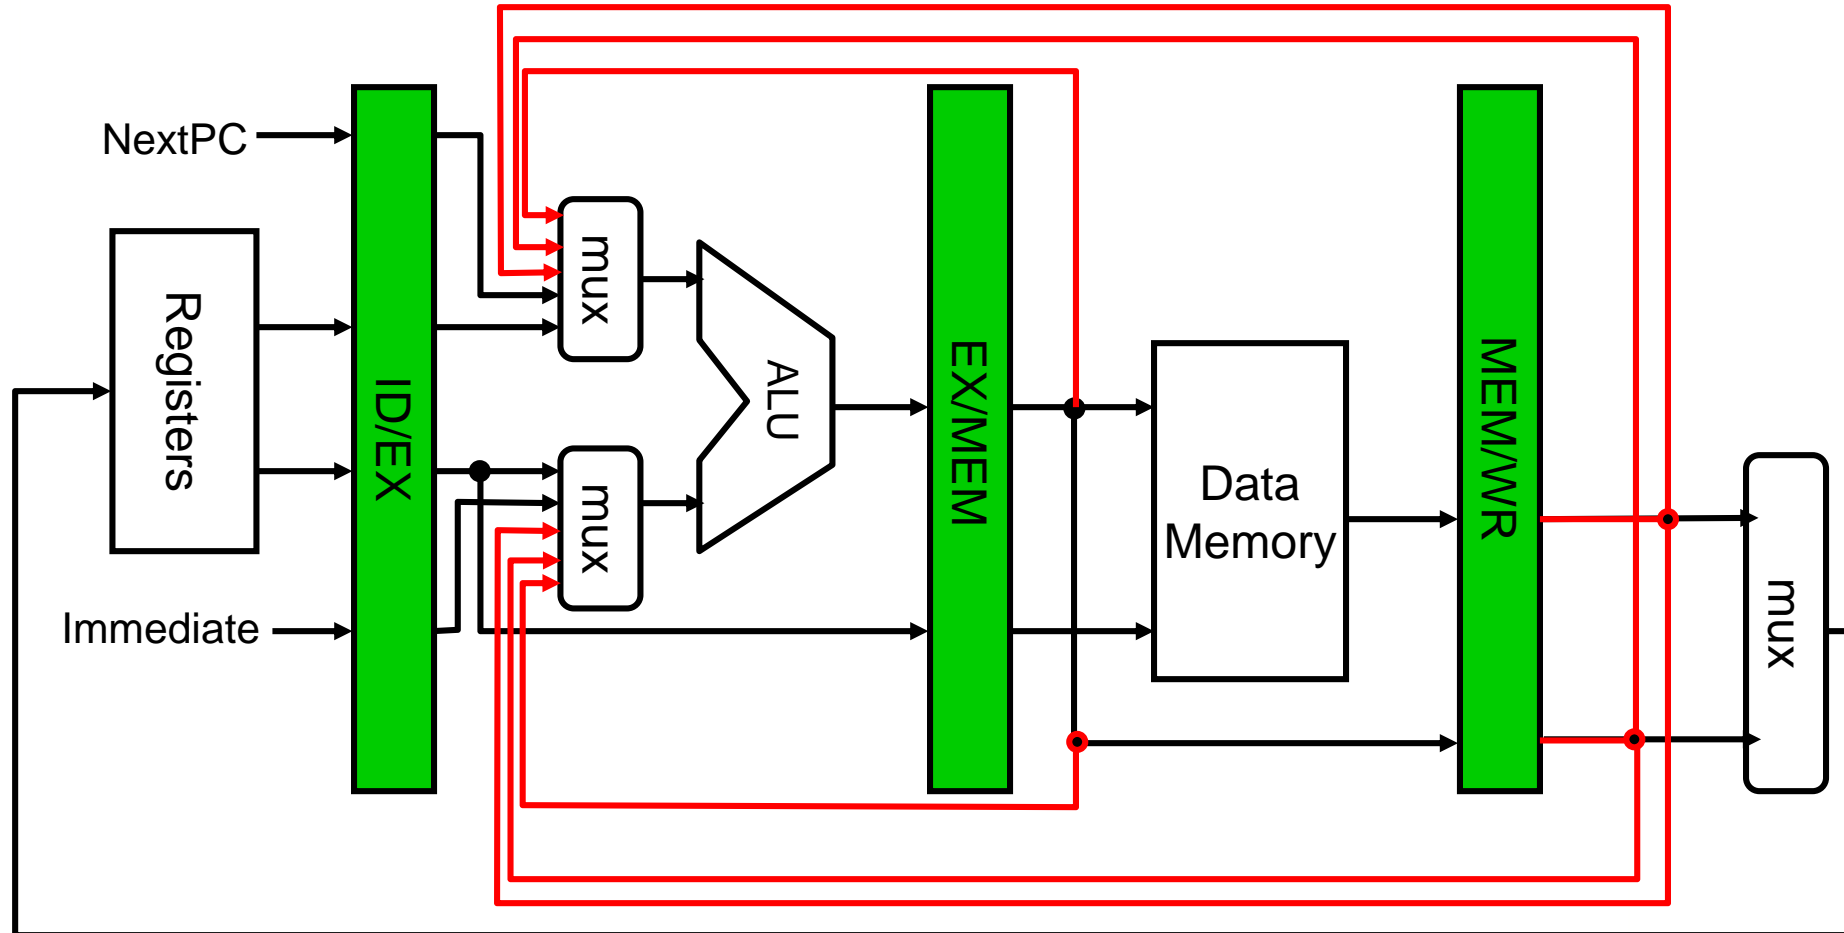 NextPC
Registers
Immediate
ID/EX
mux
mux
ALU
EX/MEM
Data
Memory
MEM/WR
mux